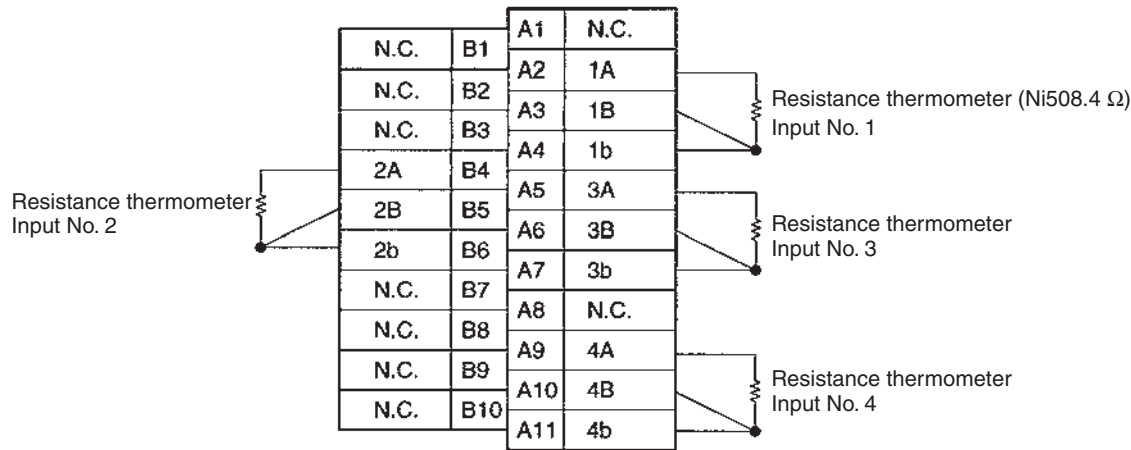 A1 N.C.
N.C. B1
A2 1A
N.C. B2
A3 1B
N.C. B3
A4 1b
2A B4
A5 3A
2B B5
A6 3B
2b B6
A7 3b
N.C. B7
A8 N.C.
N.C. B8
A9 4A
N.C. B9
A10 4B
N.C. B10
A11 4b
Resistance thermometer (Ni508.4 Ω)
Input No. 1
Resistance thermometer
Input No. 2
Resistance thermometer
Input No. 3
Resistance thermometer
Input No. 4